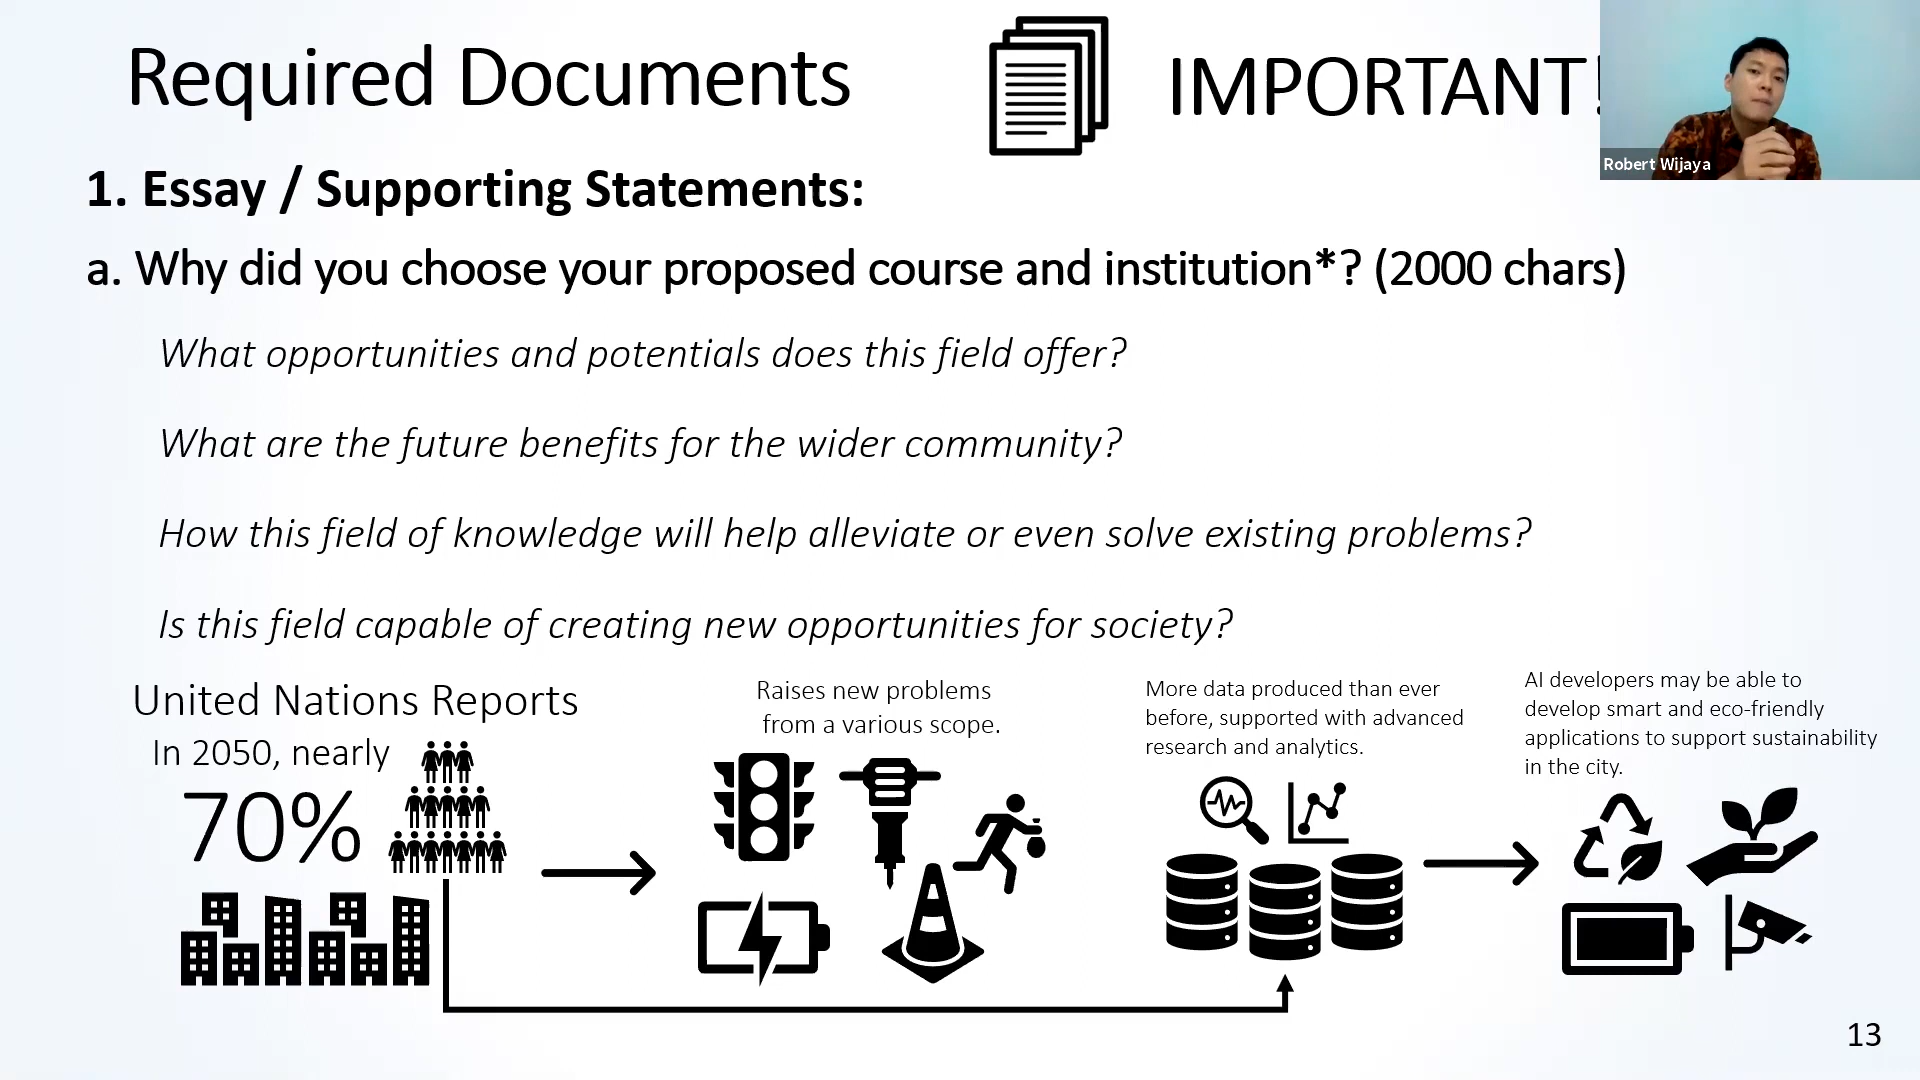 Required Documents
IMPORTANT!
Robert Wijaya
1. Essay / Supporting Statements:
a. Why did you choose your proposed course and institution*? (2000 chars)
What opportunities and potentials does this field offer?
What are the future benefits for the wider community?
How this field of knowledge will help alleviate or even solve existing problems?
Is this field capable of creating new opportunities for society?
United Nations Reports
In 2050, nearly
70%
Raises new problems
from a various scope.
More data produced than ever
before, supported with advanced
research and analytics.
AI developers may be able to
develop smart and eco-friendly
applications to support sustainability
in the city.
13